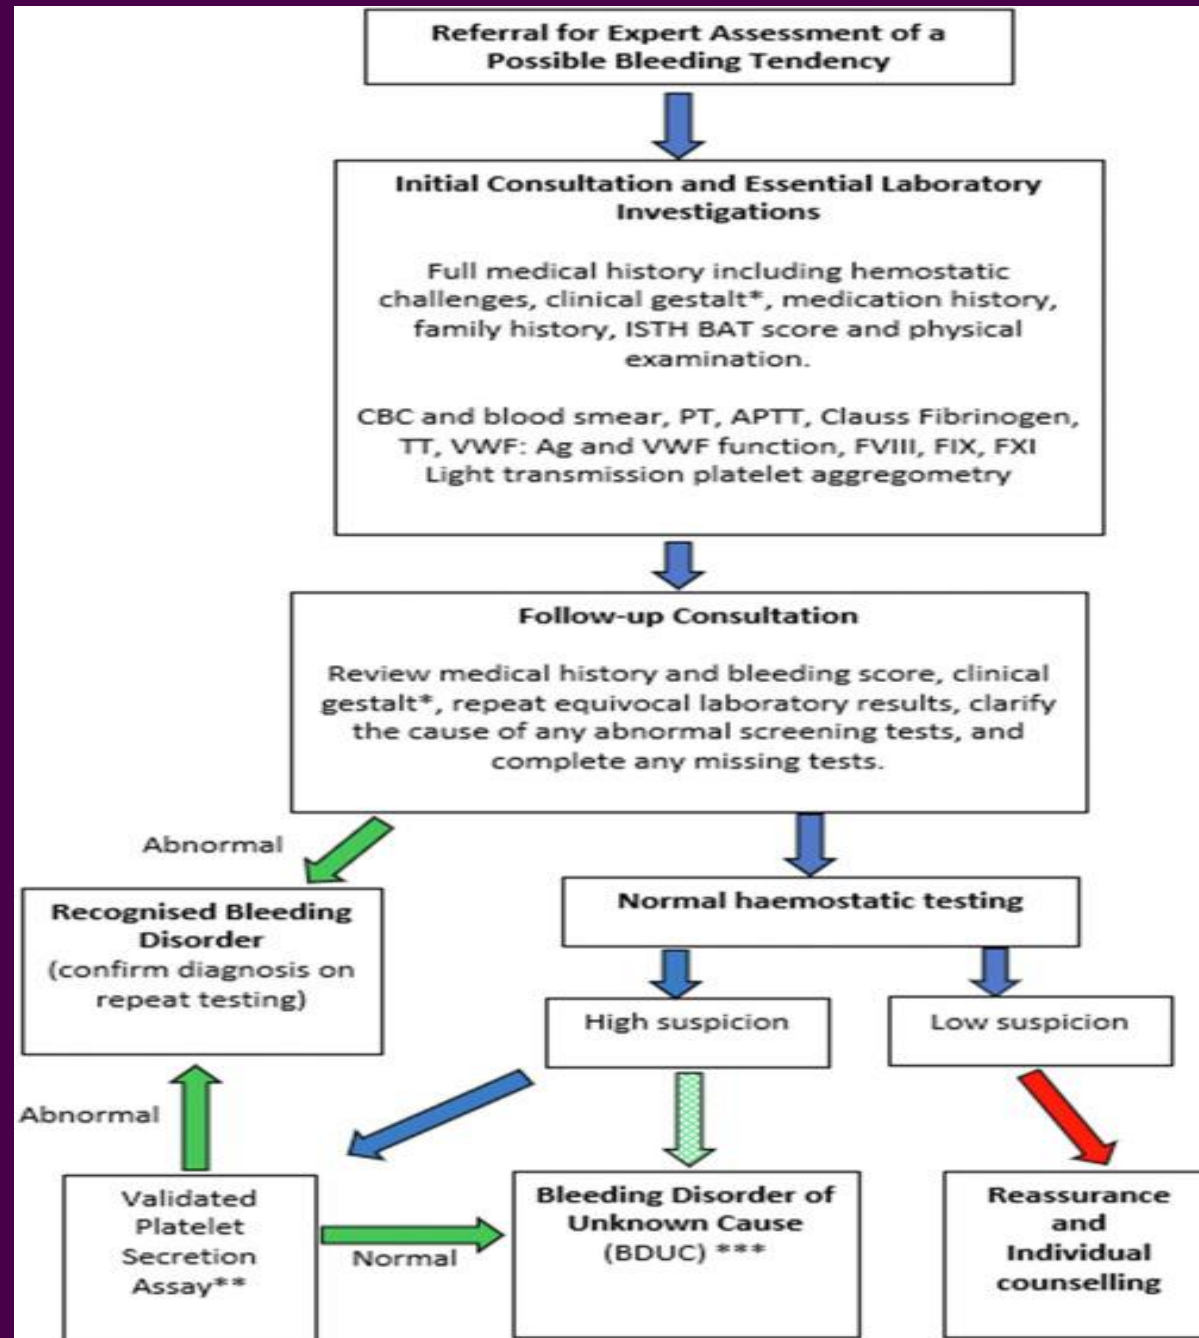 Referral for Expert Assessment of a
Possible Bleeding Tendency
Initial Consultation and Essential Laboratory
Investigations
Full medical history including hemostatic
challenges, clinical gestalt*, medication history,
family history, ISTH BAT score and physical
examination.
CBC and blood smear, PT, APTT, Clauss Fibrinogen,
TT, VWF: Ag and VWF function, FVIII, FIX, FXI
Light transmission platelet aggregometry
Follow-up Consultation
Review medical history and bleeding score, clinical
gestalt*, repeat equivocal laboratory results, clarify
the cause of any abnormal screening tests, and
complete any missing tests.
Abnormal
Recognised Bleeding
Disorder
(confirm diagnosis on
repeat testing)
Normal haemostatic testing
High suspicion
Low suspicion
Abnormal
Validated
Platelet
Secretion
Assay**
Normal
Bleeding Disorder of
Unknown Cause
(BDUC) ***
Reassurance
and
Individual
counselling